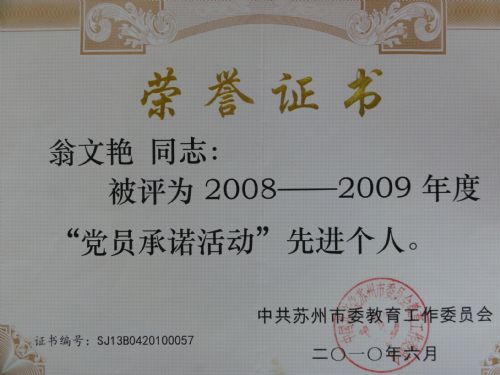 荣誉证书
翁文艳 同志：
被评为 2008——2009 年度
“党员承诺活动”先进个人。
中共苏州市委教育工作委员会
证书编号：SJ13B0420100057
二〇一〇年六月